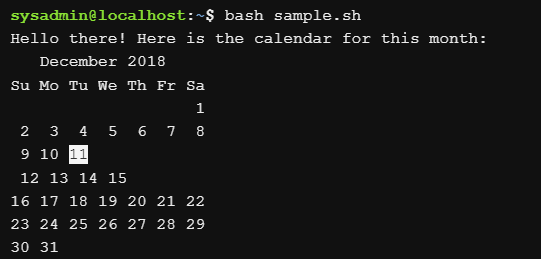 sysadmin@localhost:~$ bash sample.sh
Hello there! Here is the calendar for this month:
   December 2018
Su Mo Tu We Th Fr Sa
                   1
 2  3  4  5  6  7  8
 9 10 11
 12 13 14 15
16 17 18 19 20 21 22
23 24 25 26 27 28 29
30 31